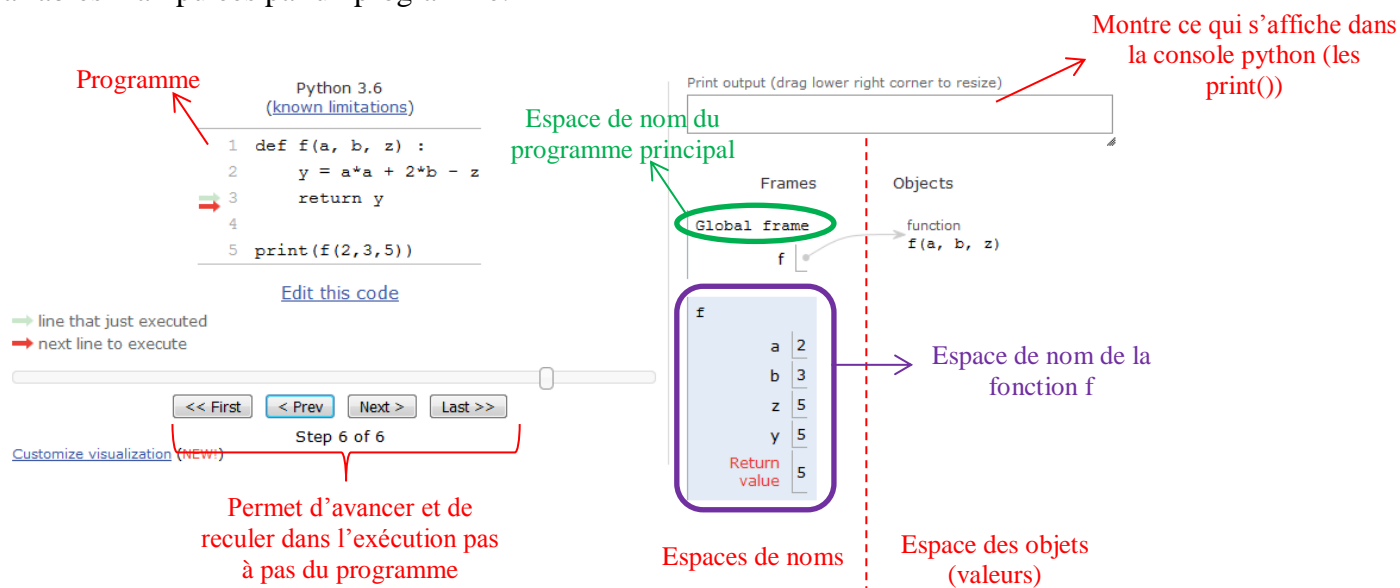 Montre ce qui s'affiche dans
la console python (les
print())
Programme
Python 3.6
(known limitations)
1 def f(a, b, z) :
2     y = a*a + 2*b - z
3     return y
4
5 print(f(2,3,5))
Edit this code
line that just executed
next line to execute
<< First
< Prev
Next >
Last >>
Step 6 of 6
Customize visualization (NEW!)
Permet d'avancer et de
reculer dans l'exécution pas
à pas du programme
Print output (drag lower right corner to resize)
Espace de nom du
programme principal
Frames
Objects
Global frame
f
function
f(a, b, z)
f
a 2
b 3
z 5
y 5
Return
value 5
Espace de nom de la
fonction f
Espaces de noms
Espace des objets
(valeurs)